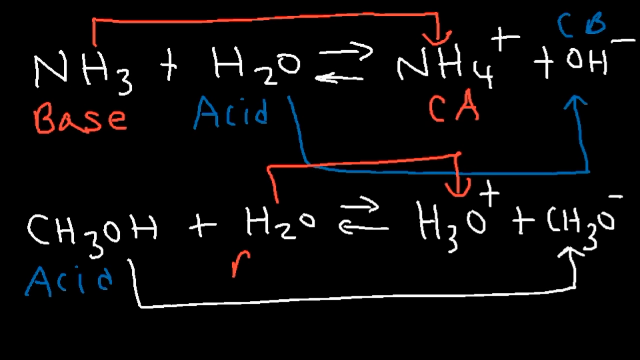 CB
NH₃ + H₂O ⇌ NH₄⁺ + OH⁻
Base Acid CA
CH₃OH + H₂O ⇌ H₃O⁺ + CH₃O⁻
Acid